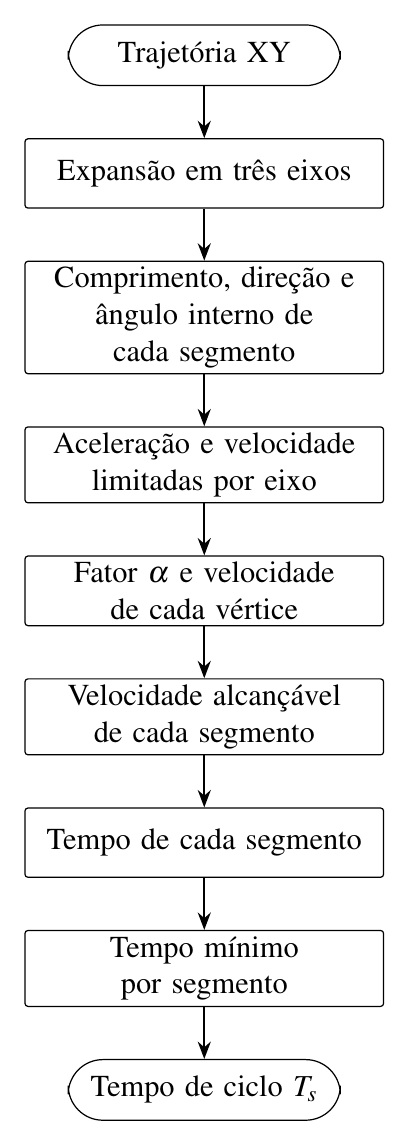 Trajetória XY
Expansão em três eixos
Comprimento, direção e
ângulo interno de
cada segmento
Aceleração e velocidade
limitadas por eixo
Fator α e velocidade
de cada vértice
Velocidade alcançável
de cada segmento
Tempo de cada segmento
Tempo mínimo
por segmento
Tempo de ciclo Tₛ